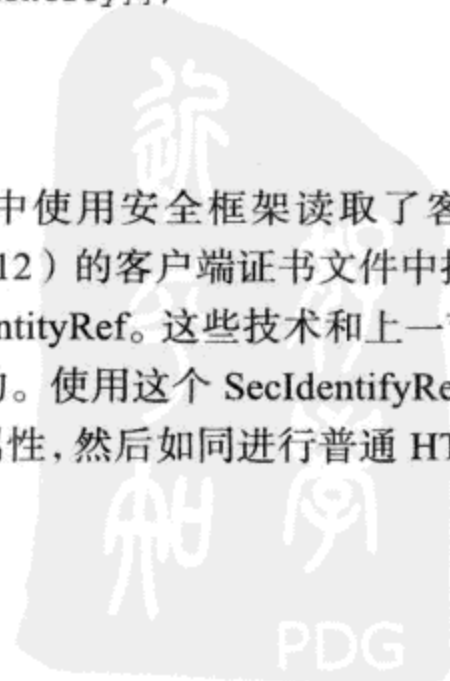 中使用安全框架读取了客
12）的客户端证书文件中
ntityRef。这些技术和上一
。使用这个 SecIdentifyRe
性，然后如同进行普通 HT
PDG